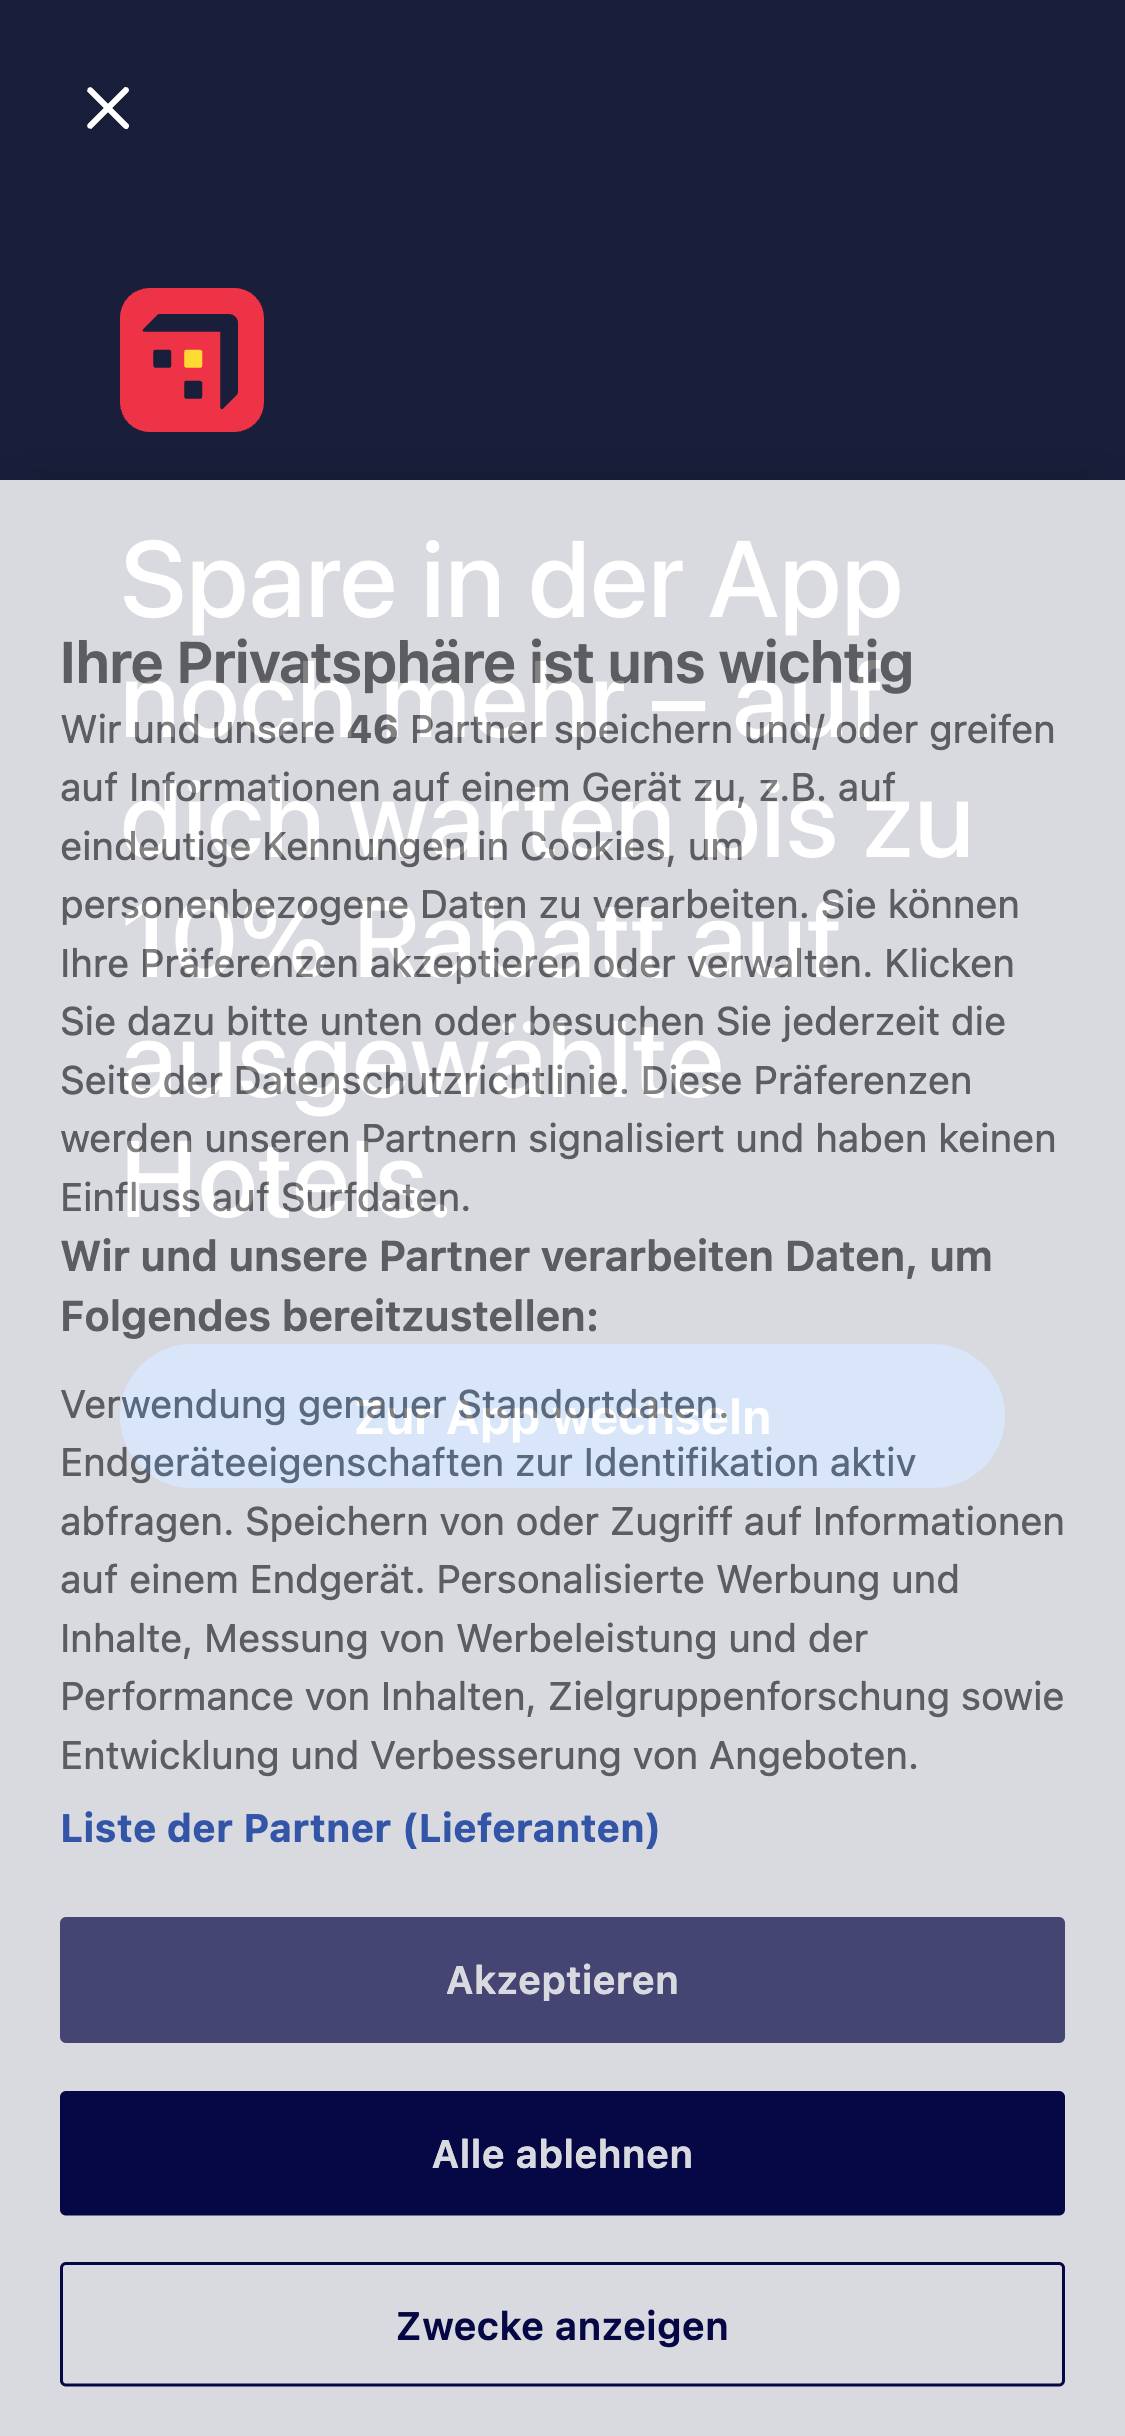 Spare in der App
noch mehr – auf
dich warten bis zu
10% Rabatt auf
ausgewählte
Hotels.
Zur App wechseln
Ihre Privatsphäre ist uns wichtig
Wir und unsere 46 Partner speichern und/oder greifen
auf Informationen auf einem Gerät zu, z.B. auf
eindeutige Kennungen in Cookies, um
personenbezogene Daten zu verarbeiten. Sie können
Ihre Präferenzen akzeptieren oder verwalten. Klicken
Sie dazu bitte unten oder besuchen Sie jederzeit die
Seite der Datenschutzrichtlinie. Diese Präferenzen
werden unseren Partnern signalisiert und haben keinen
Einfluss auf Surfdaten.
Wir und unsere Partner verarbeiten Daten, um
Folgendes bereitzustellen:
Verwendung genauer Standortdaten.
Endgeräteeigenschaften zur Identifikation aktiv
abfragen. Speichern von oder Zugriff auf Informationen
auf einem Endgerät. Personalisierte Werbung und
Inhalte, Messung von Werbeleistung und der
Performance von Inhalten, Zielgruppenforschung sowie
Entwicklung und Verbesserung von Angeboten.
Liste der Partner (Lieferanten)
Akzeptieren
Alle ablehnen
Zwecke anzeigen